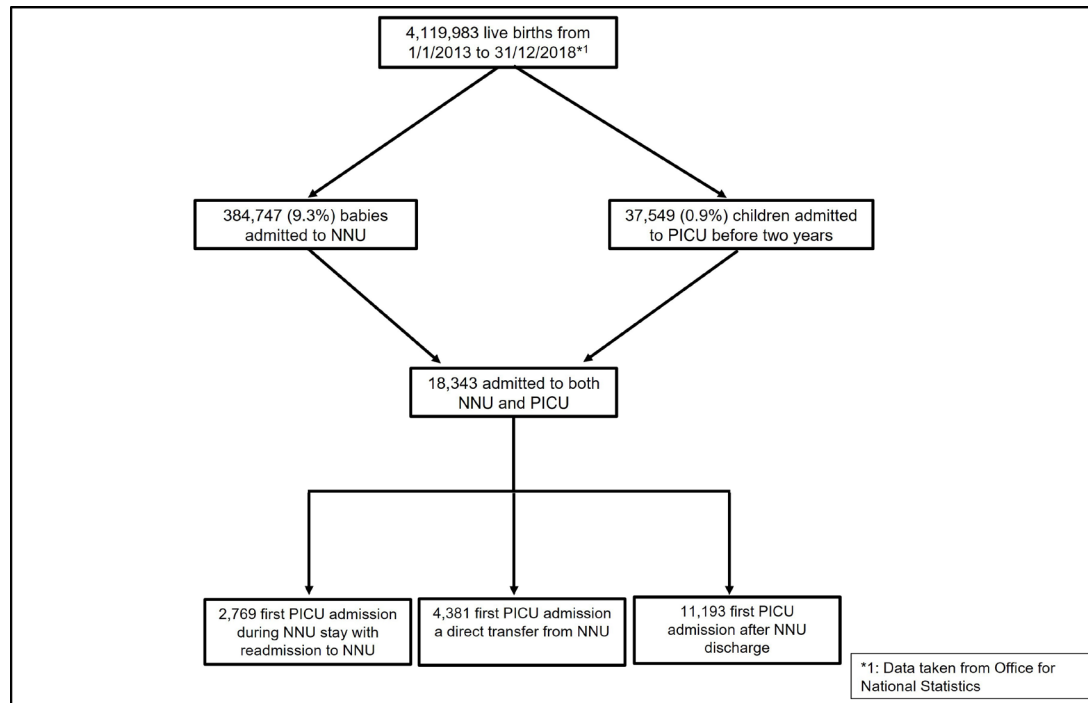 4,119,983 live births from
1/1/2013 to 31/12/2018*1
384,747 (9.3%) babies
admitted to NNU
37,549 (0.9%) children admitted
to PICU before two years
18,343 admitted to both
NNU and PICU
2,769 first PICU admission
during NNU stay with
readmission to NNU
4,381 first PICU admission
a direct transfer from NNU
11,193 first PICU
admission after NNU
discharge
*1: Data taken from Office for
National Statistics